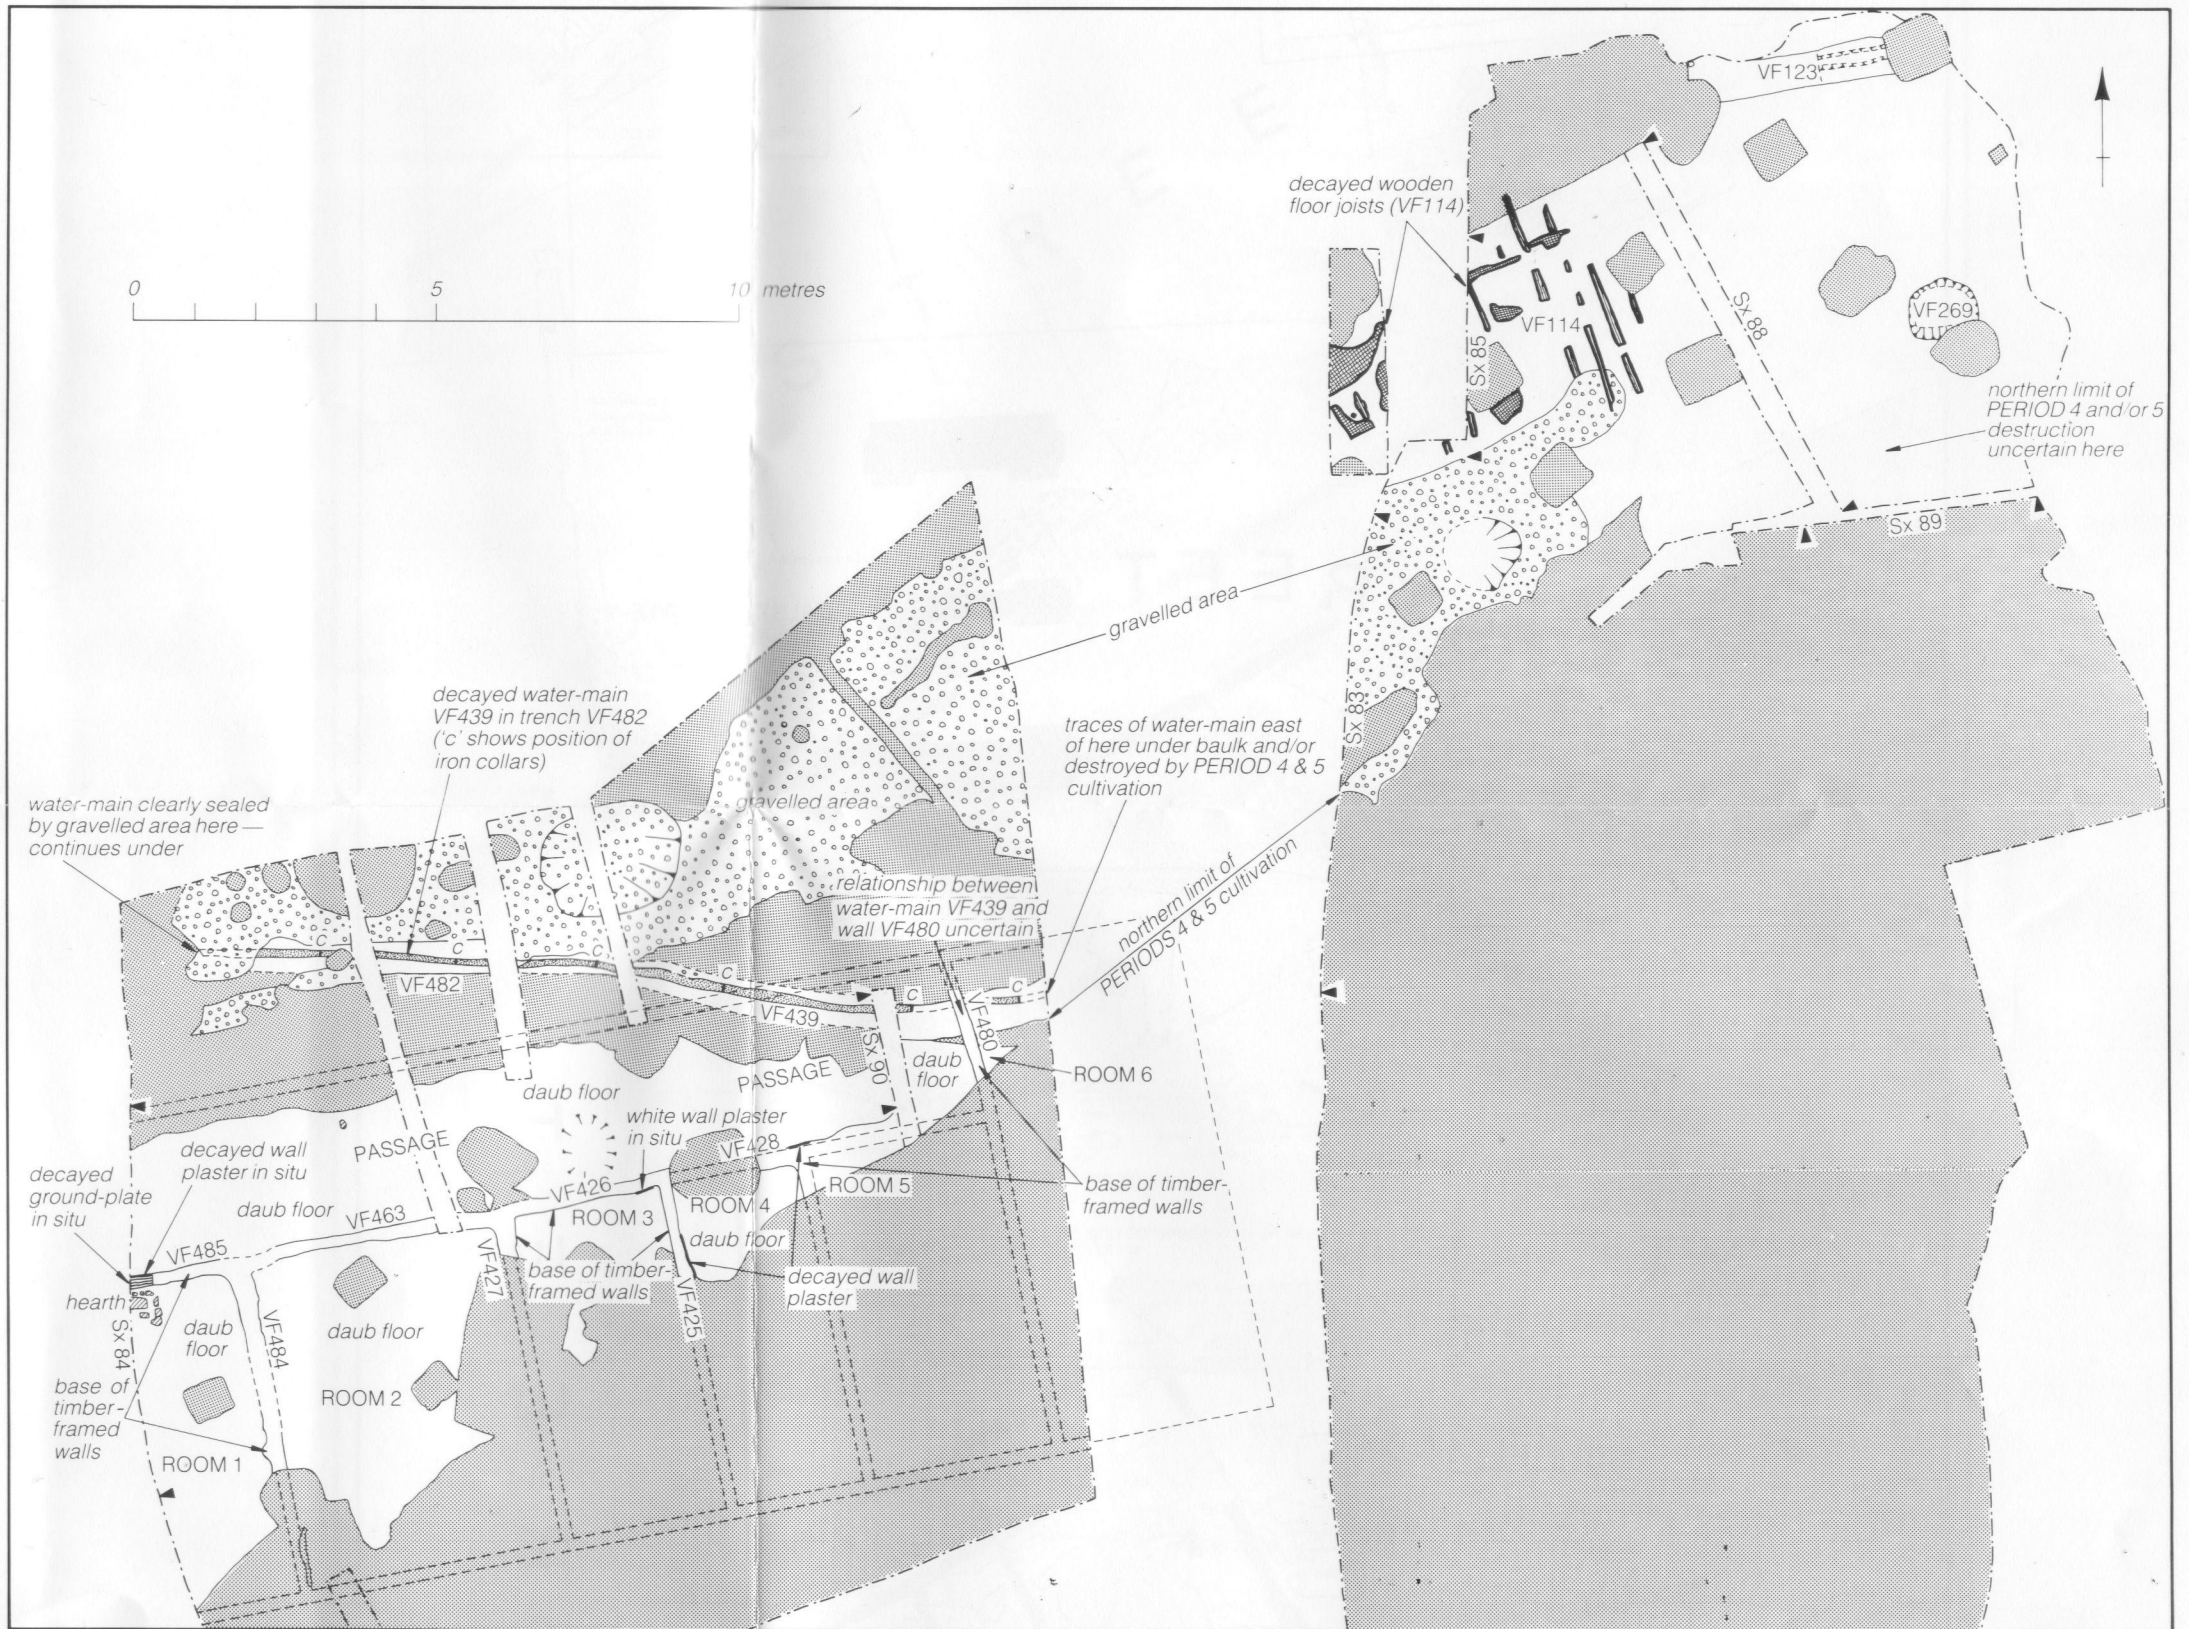 VF123
decayed wooden
floor joists (VF114)
0 5 10 metres
Sx 88
VF269
VF114
Sx 85
northern limit of
PERIOD 4 and/or 5
destruction
uncertain here
Sx 89
gravelled area
decayed water-main
VF439 in trench VF482
('c' shows position of
iron collars)
Sx 83
traces of water-main east
of here under baulk and/or
destroyed by PERIOD 4 & 5
cultivation
water-main clearly sealed
by gravelled area here —
continues under
gravelled area
relationship between
water-main VF439 and
wall VF480 uncertain
northern limit of
PERIODS 4 & 5 cultivation
c
c
c
c
c
c
VF482
VF439
VF480
Sx 90
daub
floor
ROOM 6
PASSAGE
daub floor
white wall plaster
in situ
PASSAGE
decayed wall
plaster in situ
VF428
decayed
ground-plate
in situ
base of timber-
framed walls
ROOM 5
VF426
ROOM 4
ROOM 3
daub floor
VF463
daub floor
VF485
VF427
base of timber-
framed walls
decayed wall
plaster
VF425
hearth
Sx 84
daub
floor
VF484
daub floor
base of
timber-
framed
walls
ROOM 2
ROOM 1